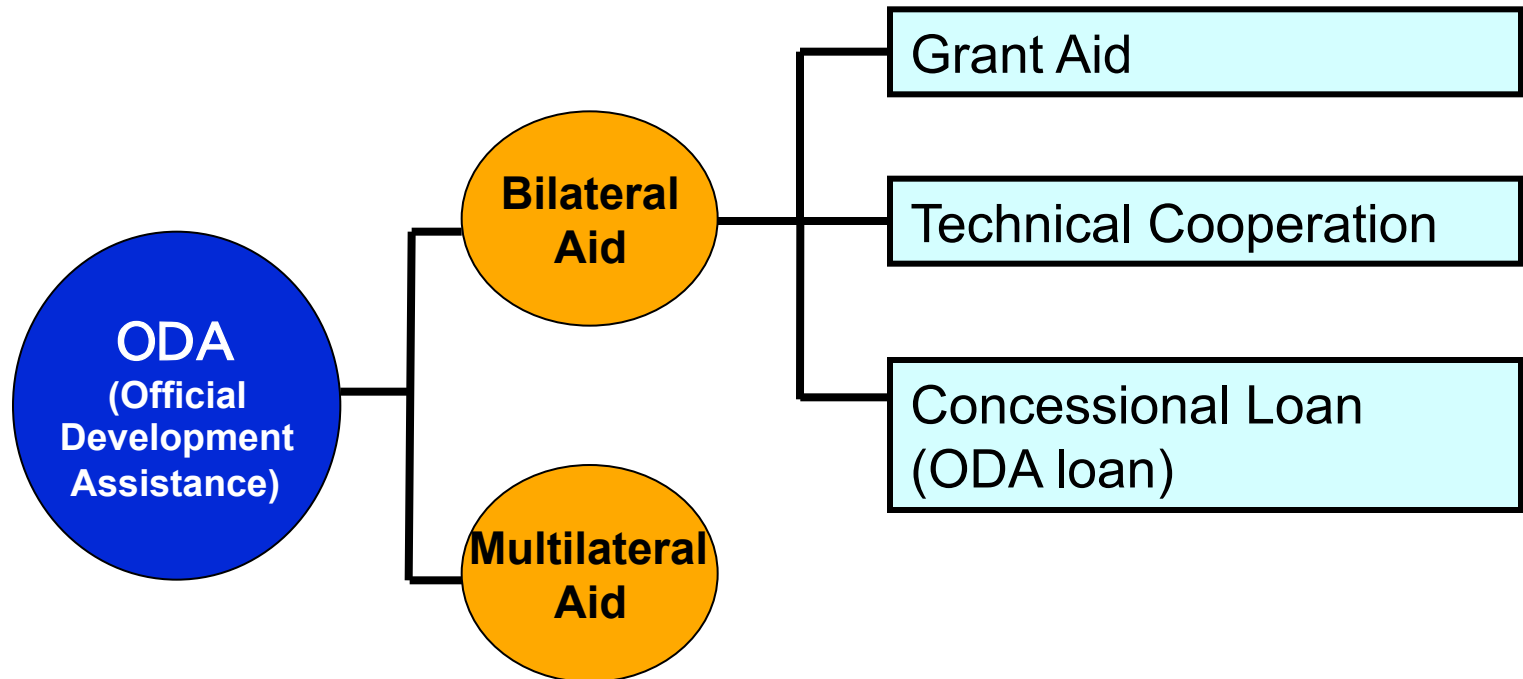 ODA
(Official
Development
Assistance)
Bilateral
Aid
Multilateral
Aid
Grant Aid
Technical Cooperation
Concessional Loan
(ODA loan)